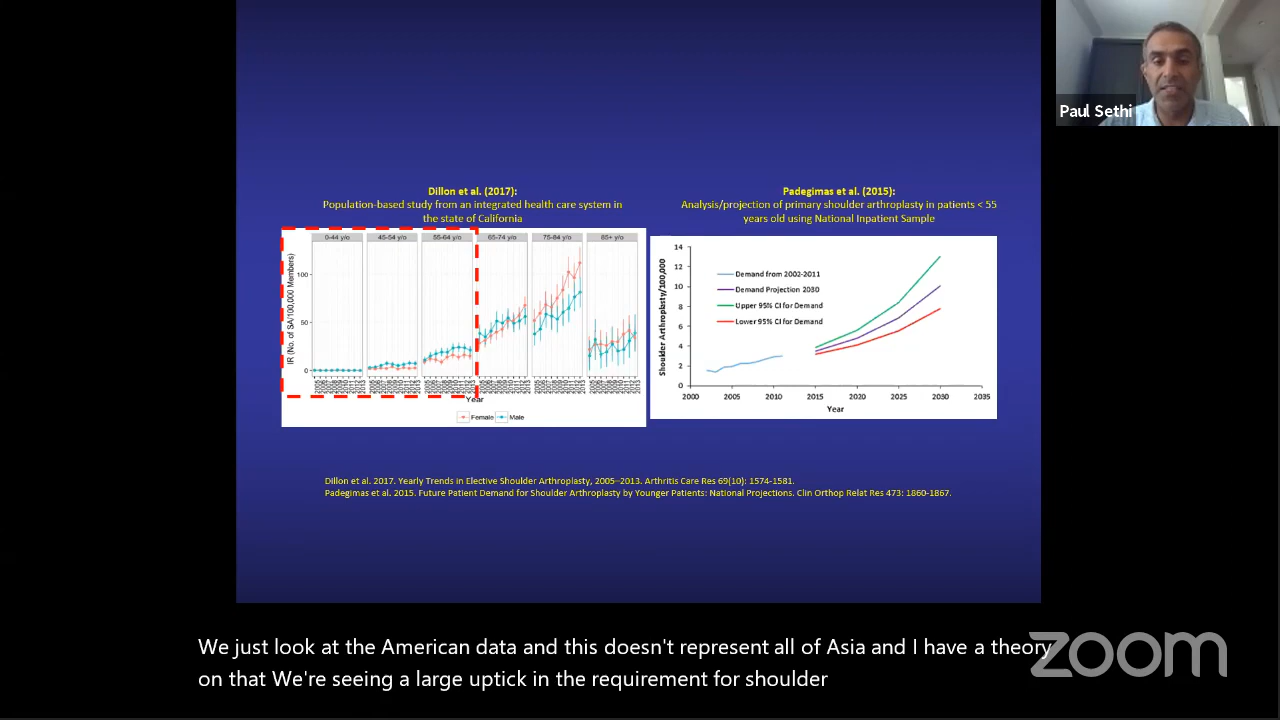 Paul Sethi
Dillon et al. (2017):
Population-based study from an integrated health care system in
the state of California
Padegimas et al. (2015):
Analysis/projection of primary shoulder arthroplasty in patients < 55
years old using National Inpatient Sample
0-44 y/o
45-54 y/o
55-64 y/o
65-74 y/o
75-84 y/o
85+ y/o
IR (No. of SA/100,000 Members)
100
50
0
Year
Female
Male
Shoulder Arthroplasty/100,000
14
12
10
8
6
4
2
0
Demand from 2002-2011
Demand Projection 2030
Upper 95% CI for Demand
Lower 95% CI for Demand
2000 2005 2010 2015 2020 2025 2030 2035
Year
Dillon et al. 2017. Yearly Trends in Elective Shoulder Arthroplasty, 2005–2013. Arthritis Care Res 69(10): 1574-1581.
Padegimas et al. 2015. Future Patient Demand for Shoulder Arthroplasty by Younger Patients: National Projections. Clin Orthop Relat Res 473: 1860-1867.
We just look at the American data and this doesn't represent all of Asia and I have a theory
on that We're seeing a large uptick in the requirement for shoulder
zoom